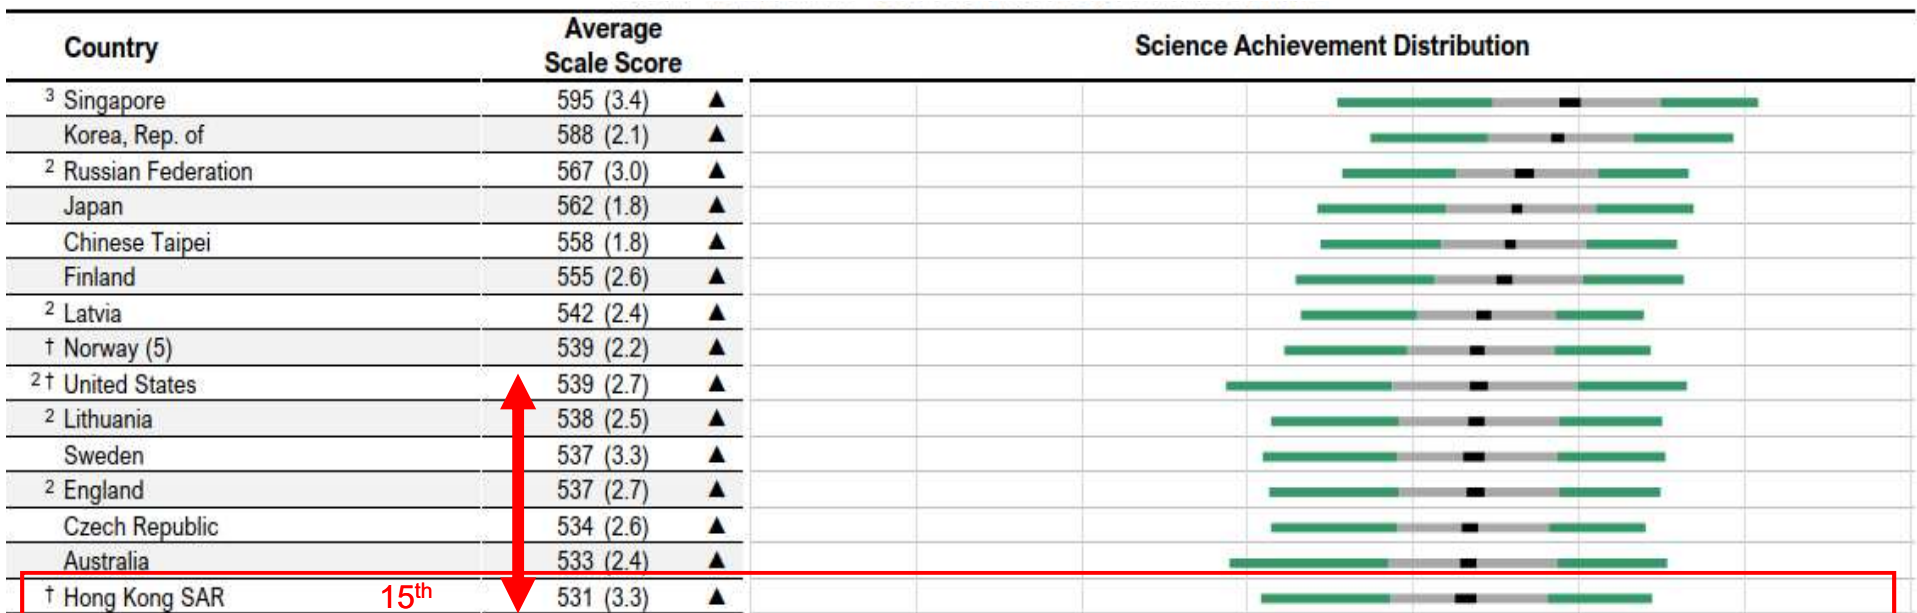 Country Average Scale Score Science Achievement Distribution
3 Singapore 595 (3.4) ▲
Korea, Rep. of 588 (2.1) ▲
2 Russian Federation 567 (3.0) ▲
Japan 562 (1.8) ▲
Chinese Taipei 558 (1.8) ▲
Finland 555 (2.6) ▲
2 Latvia 542 (2.4) ▲
† Norway (5) 539 (2.2) ▲
2 † United States 539 (2.7) ▲
2 Lithuania 538 (2.5) ▲
Sweden 537 (3.3) ▲
2 England 537 (2.7) ▲
Czech Republic 534 (2.6) ▲
Australia 533 (2.4) ▲
† Hong Kong SAR 15th 531 (3.3) ▲